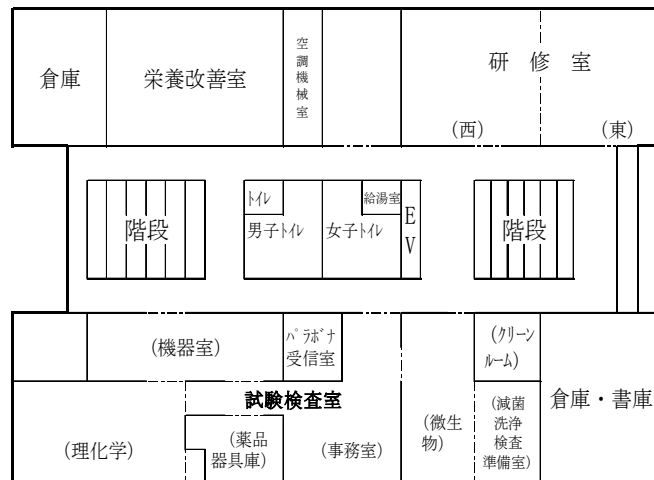 倉庫
栄養改善室
空調機械室
研 修 室
(西)
(東)
階段
トイレ
給湯室
男子トイレ
女子トイレ
EV
階段
(機器室)
パラボナ
受信室
(クリーン
ルーム)
試験検査室
倉庫・書庫
(理化学)
(薬品
器具庫)
(事務室)
(微生
物)
(減菌
洗浄
検査
準備室)